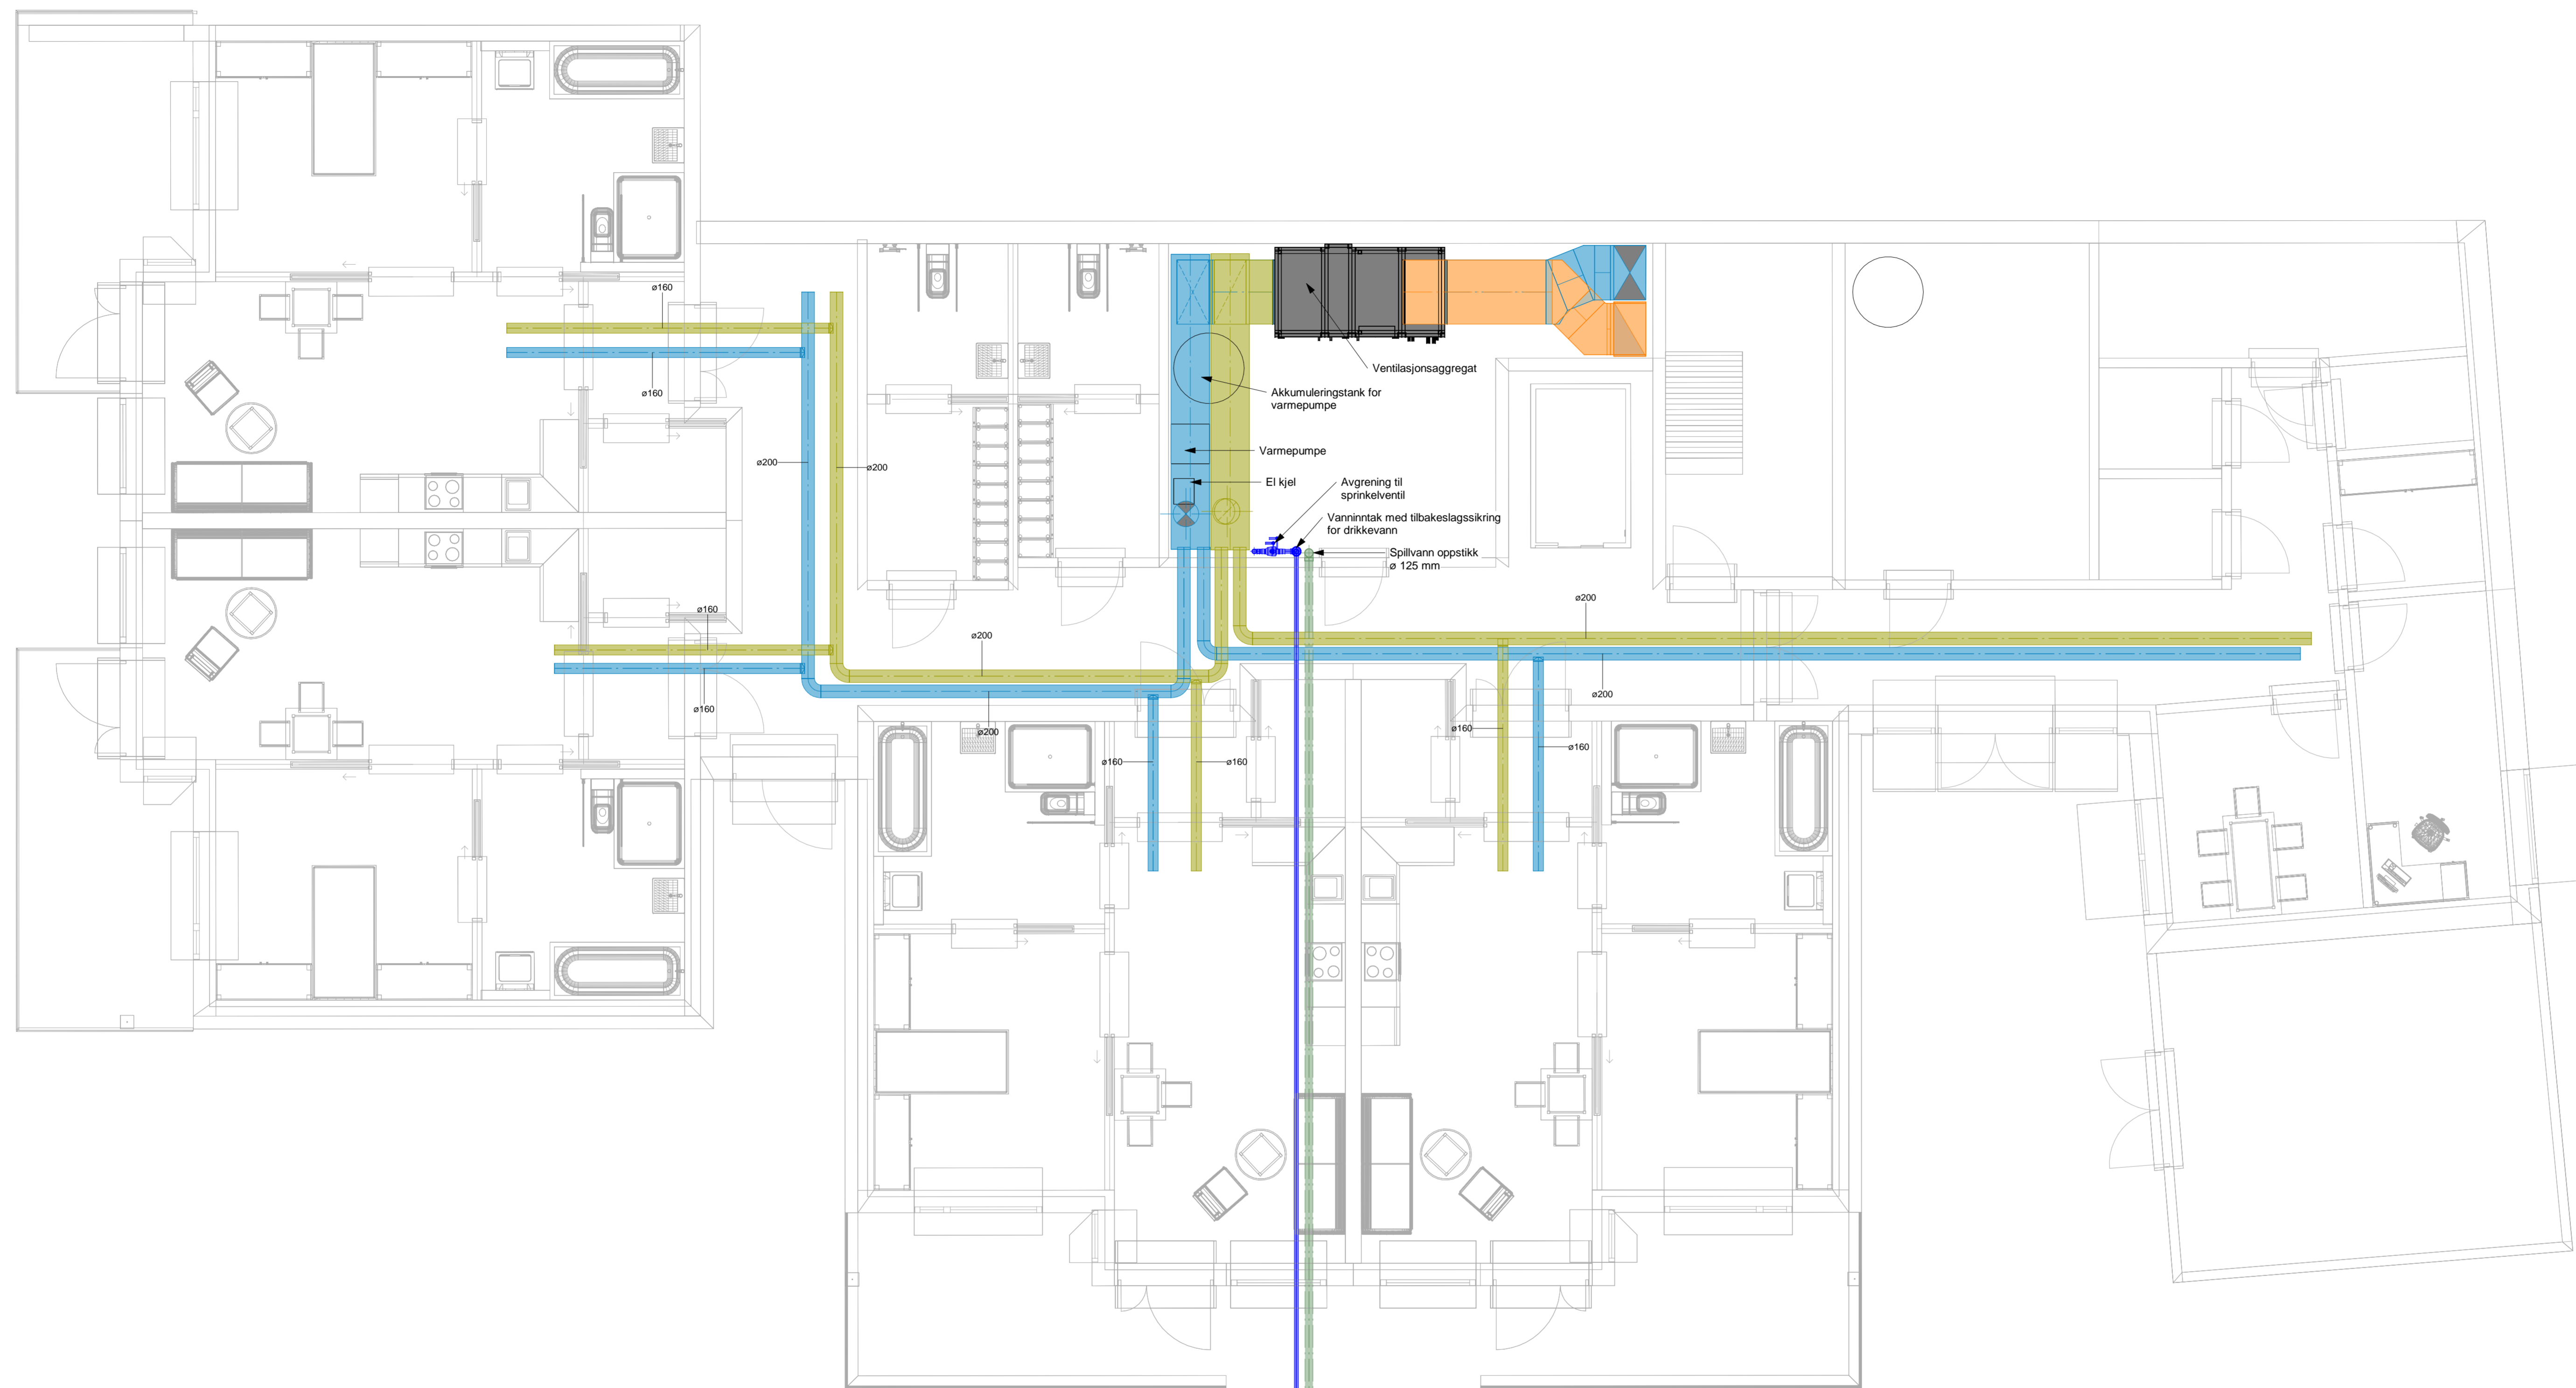 ø160
Ventilasjonsaggregat
ø160
Akkumuleringstank for
varmepumpe
Varmepumpe
ø200
ø200
El kjel
Avgrening til
sprinkelventil
Vanninntak med tilbakeslagssikring
for drikkevann
Spillvann oppstikk
ø 125 mm
ø160
ø200
ø200
ø200
ø160
ø200
ø160
ø160
ø160
ø160